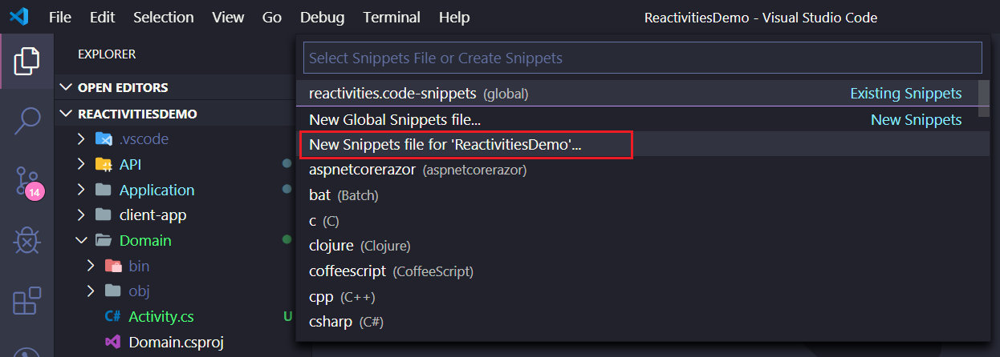 File Edit Selection View Go Debug Terminal Help ReactivitiesDemo - Visual Studio Code
EXPLORER
OPEN EDITORS
REACTIVITIESDEMO
.vscode
API
Application
client-app
Domain
bin
obj
C# Activity.cs U
Domain.csproj
14
Select Snippets File or Create Snippets
reactivities.code-snippets (global) Existing Snippets
New Global Snippets file... New Snippets
New Snippets file for 'ReactivitiesDemo'...
aspnetcorerazor (aspnetcorerazor)
bat (Batch)
c (C)
clojure (Clojure)
coffeescript (CoffeeScript)
cpp (C++)
csharp (C#)